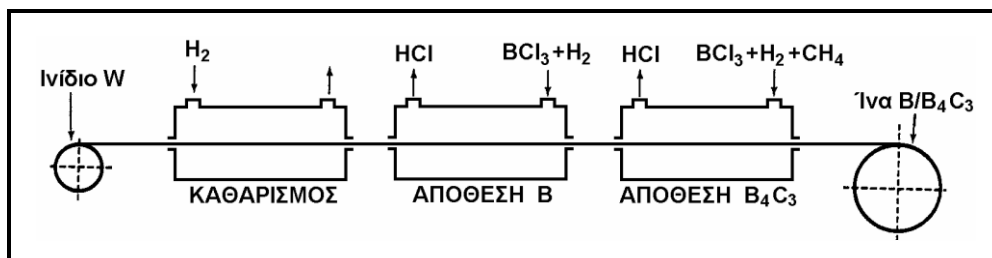 H2
HCl
BCl3+H2
HCl
BCl3+H2+CH4
Ινίδιο W
Ίνα B/B4C3
ΚΑΘΑΡΙΣΜΟΣ
ΑΠΟΘΕΣΗ B
ΑΠΟΘΕΣΗ B4C3